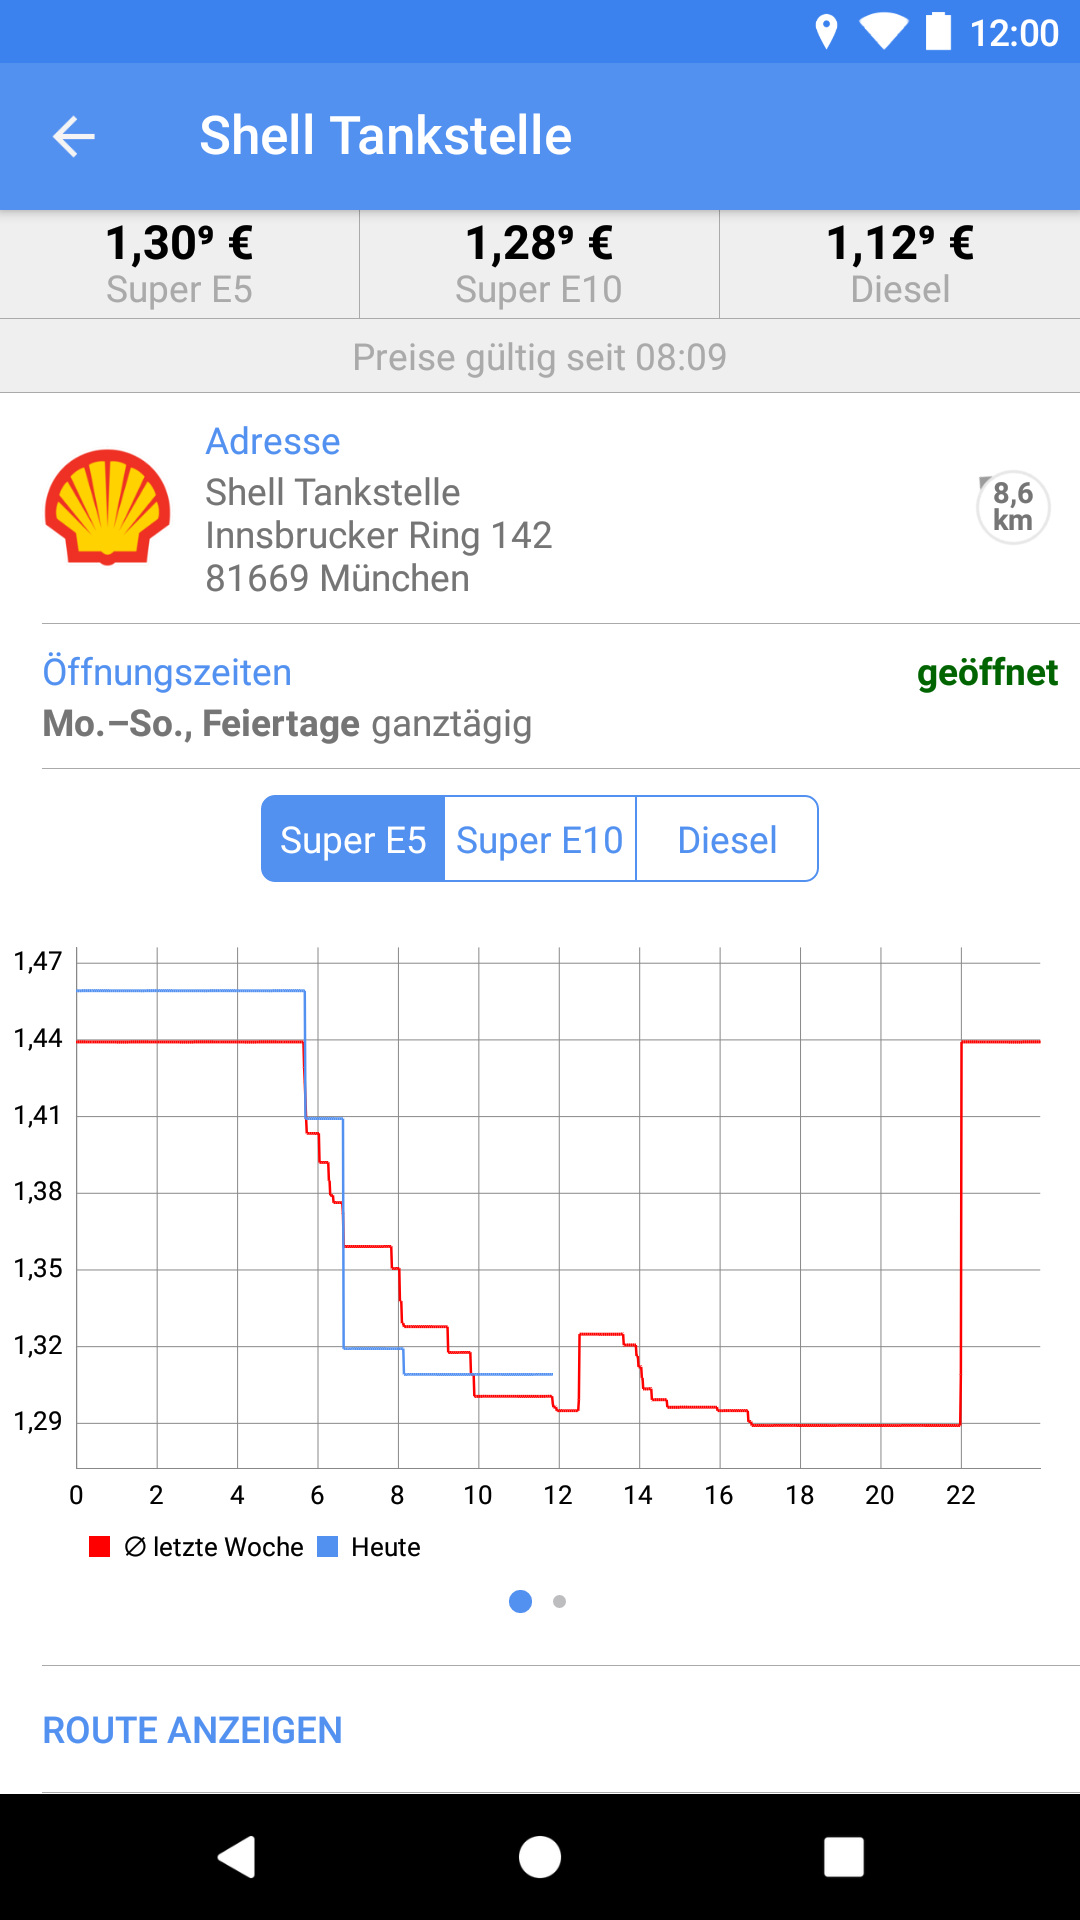 12:00
Shell Tankstelle
1,30⁹ € 1,28⁹ € 1,12⁹ €
Super E5 Super E10 Diesel
Preise gültig seit 08:09
Adresse
Shell Tankstelle
Innsbrucker Ring 142
81669 München
8,6
km
Öffnungszeiten geöffnet
Mo.–So., Feiertage ganztägig
Super E5 Super E10 Diesel
1,47
1,44
1,41
1,38
1,35
1,32
1,29
0 2 4 6 8 10 12 14 16 18 20 22
∅ letzte Woche Heute
ROUTE ANZEIGEN